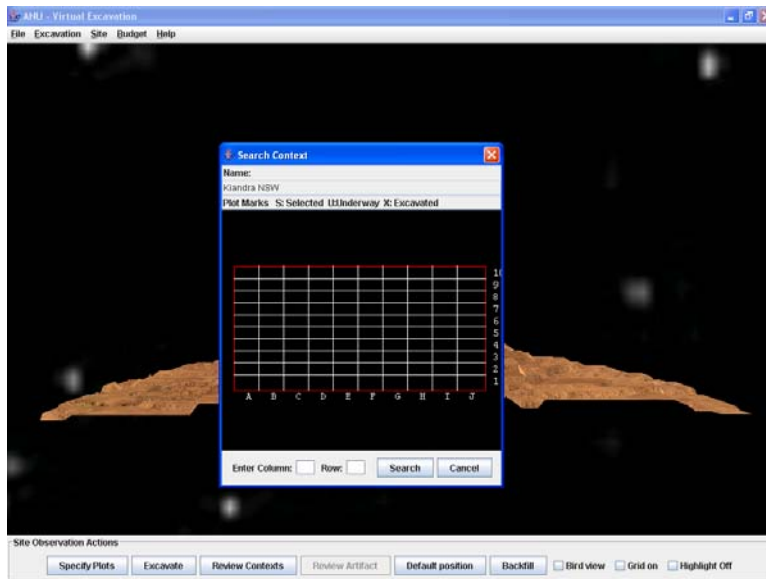 ANU - Virtual Excavation
File Excavation Site Budget Help
Search Context
Name:
Kiandra NSW
Plot Marks S: Selected U:Underway X: Excavated
10
9
8
7
6
5
4
3
2
1
A B C D E F G H I J
Enter Column: Row: Search Cancel
Site Observation Actions
Specify Plots Excavate Review Contexts Review Artifact Default position Backfill Bird view Grid on Highlight Off